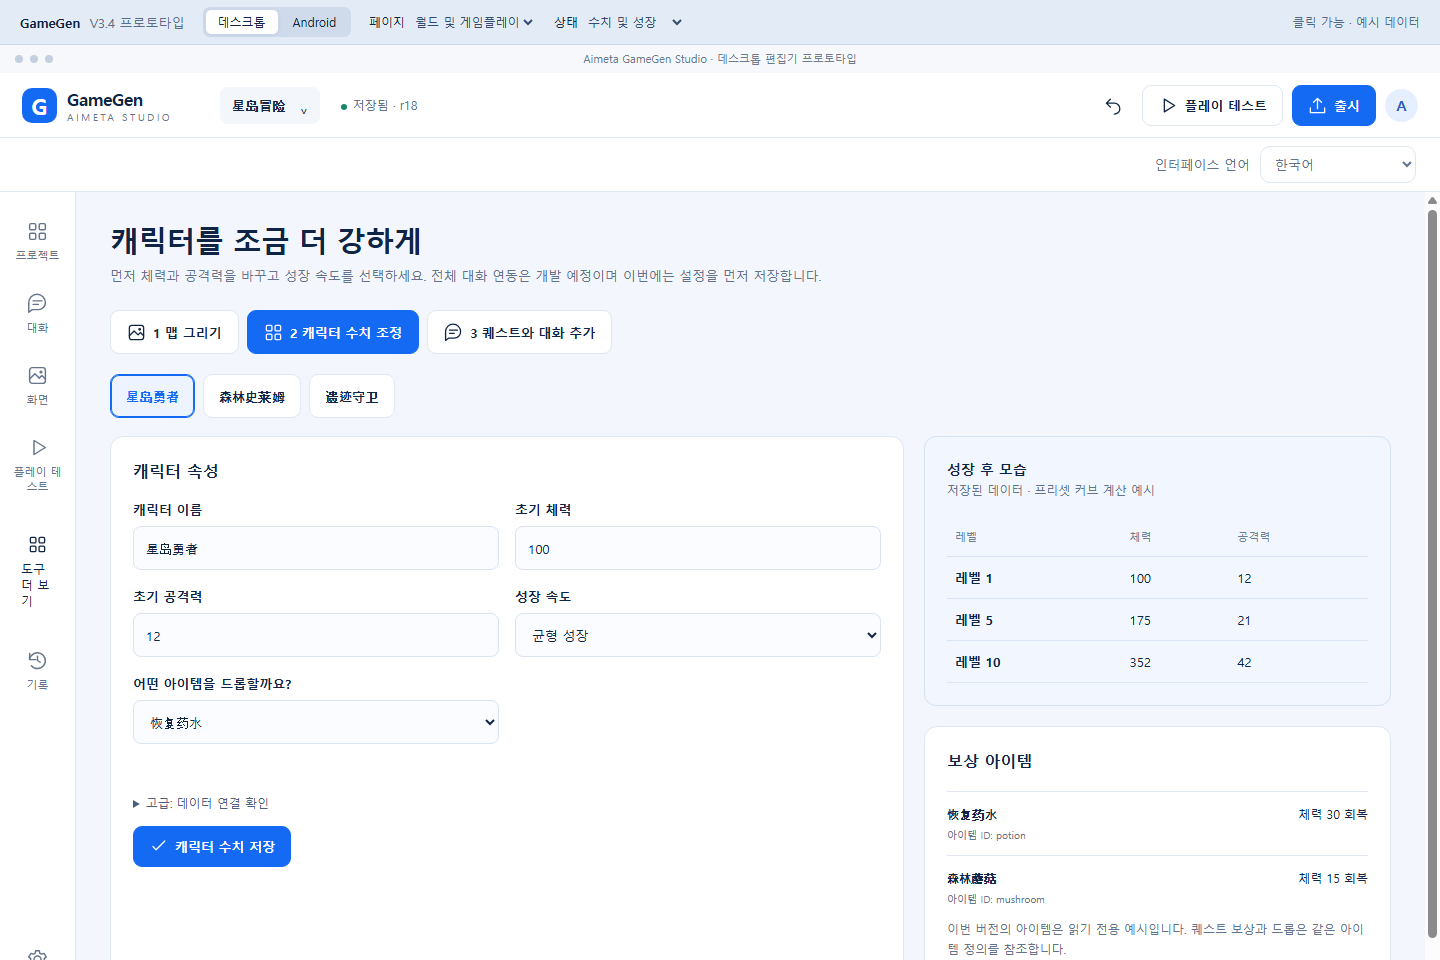 GameGen V3.4 프로토타입 데스크톱 Android 페이지 월드 및 게임플레이 상태 수치 및 성장 클릭 가능 · 예시 데이터
Aimeta GameGen Studio · 데스크톱 편집기 프로토타입
G GameGen
AIMETA STUDIO
星岛冒险
저장됨 · r18
플레이 테스트
출시
A
인터페이스 언어 한국어
프로젝트
대화
화면
플레이 테
스트
도구
더 보
기
기록
캐릭터를 조금 더 강하게
먼저 체력과 공격력을 바꾸고 성장 속도를 선택하세요. 전체 대화 연동은 개발 예정이며 이번에는 설정을 먼저 저장합니다.
1 맵 그리기
2 캐릭터 수치 조정
3 퀘스트와 대화 추가
星岛勇者
森林史莱姆
遗迹守卫
캐릭터 속성
캐릭터 이름
星岛勇者
초기 체력
100
초기 공격력
12
성장 속도
균형 성장
어떤 아이템을 드롭할까요?
恢复药水
고급: 데이터 연결 확인
캐릭터 수치 저장
성장 후 모습
저장된 데이터 · 프리셋 커브 계산 예시
레벨 체력 공격력
레벨 1 100 12
레벨 5 175 21
레벨 10 352 42
보상 아이템
恢复药水 체력 30 회복
아이템 ID: potion
森林蘑菇 체력 15 회복
아이템 ID: mushroom
이번 버전의 아이템은 읽기 전용 예시입니다. 퀘스트 보상과 드롭은 같은 아이
템 정의를 참조합니다.